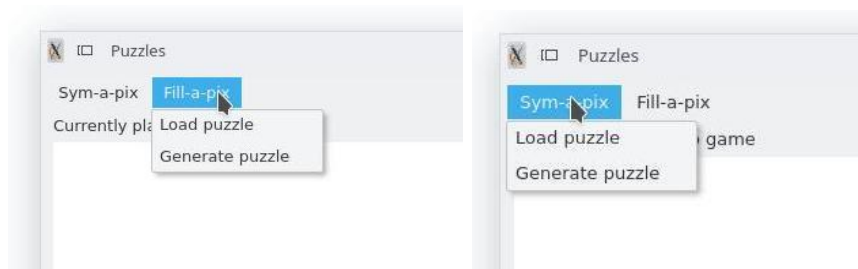 Puzzles
Sym-a-pix Fill-a-pix
Currently pla
Load puzzle
Generate puzzle
Puzzles
Sym-a-pix Fill-a-pix
Load puzzle
game
Generate puzzle